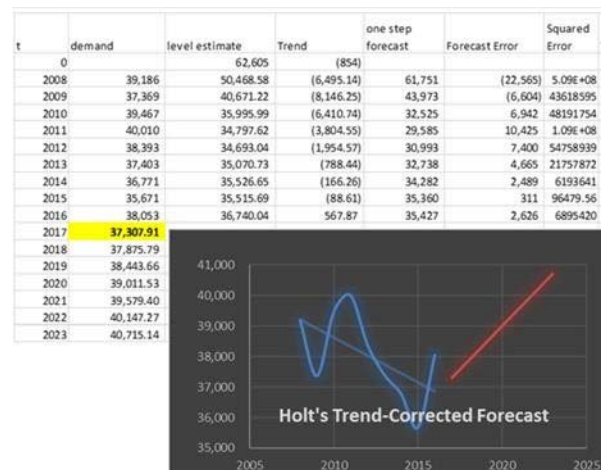 t demand level estimate Trend one step forecast Forecast Error Squared Error
0 62,605 (854)
2008 39,186 50,468.58 (6,495.14) 61,751 (22,565) 5.09E+08
2009 37,369 40,671.22 (8,146.25) 43,973 (6,604) 43618595
2010 39,467 35,995.99 (6,410.74) 32,525 6,942 48191754
2011 40,010 34,797.62 (3,804.55) 29,585 10,425 1.09E+08
2012 38,393 34,693.04 (1,954.57) 30,993 7,400 54758939
2013 37,403 35,070.73 (788.44) 32,738 4,665 21757872
2014 36,771 35,526.65 (166.26) 34,282 2,489 6193641
2015 35,671 35,515.69 (88.61) 35,360 311 96479.56
2016 38,053 36,740.04 567.87 35,427 2,626 6895420
2017 37,307.91
2018 37,875.79
2019 38,443.66
2020 39,011.53
2021 39,579.40
2022 40,147.27
2023 40,715.14
41,000
40,000
39,000
38,000
37,000
36,000
35,000
Holt's Trend-Corrected Forecast
2005 2010 2015 2020 2025